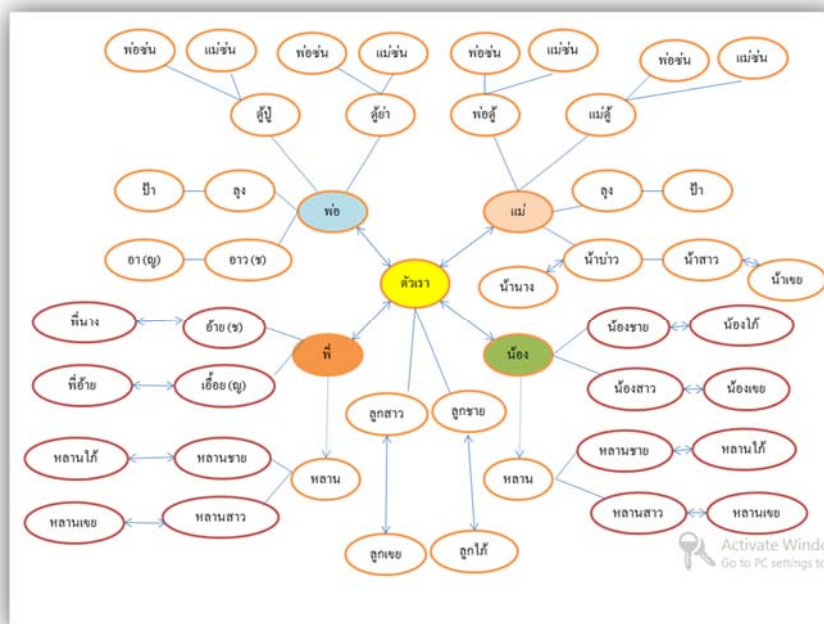 พ่อซ่น แม่ซ่น พ่อซ่น แม่ซ่น พ่อซ่น แม่ซ่น พ่อซ่น แม่ซ่น
ตู้ปู่ ตู้ย่า พ่อตู้ แม่ตู้
ป้า ลุง พ่อ แม่ ลุง ป้า
อา (ญ) อาว (ช) ตัวเรา น้านาง น้าบ่าว น้าสาว น้าเขย
พี่นาง อ้าย (ช) พี่ น้อง น้องชาย น้องใภ้
พี่อ้าย เอื้อย (ญ) น้องสาว น้องเขย
ลูกสาว ลูกชาย
หลานใภ้ หลานชาย หลาน หลาน หลานชาย หลานใภ้
หลานเขย หลานสาว หลานสาว หลานเขย
ลูกเขย ลูกใภ้
Activate Windo
Go to PC settings to